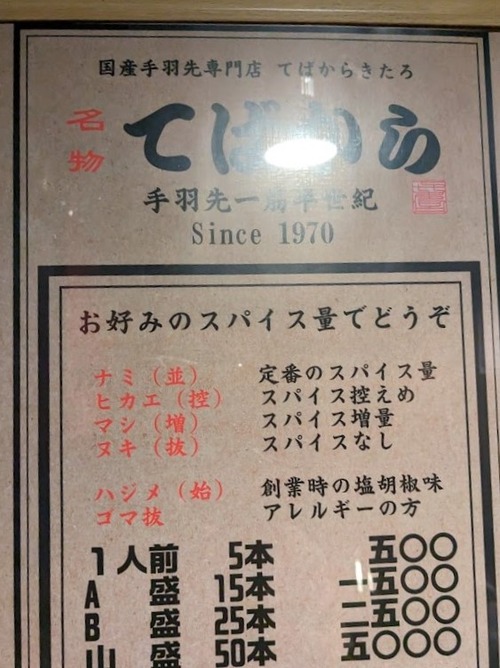 国産手羽先専門店 てばからきたろ
名物 てばから
手羽先一筋半世紀
Since 1970
お好みのスパイス量でどうぞ
ナミ（並） 定番のスパイス量
ヒカエ（控） スパイス控えめ
マシ（増） スパイス増量
ヌキ（抜） スパイスなし
ハジメ（始） 創業時の塩胡椒味
ゴマ抜 アレルギーの方
1人前 5本 五〇〇
A盛 15本 一五〇〇
B盛 25本 二五〇〇
山盛 50本 五〇〇〇